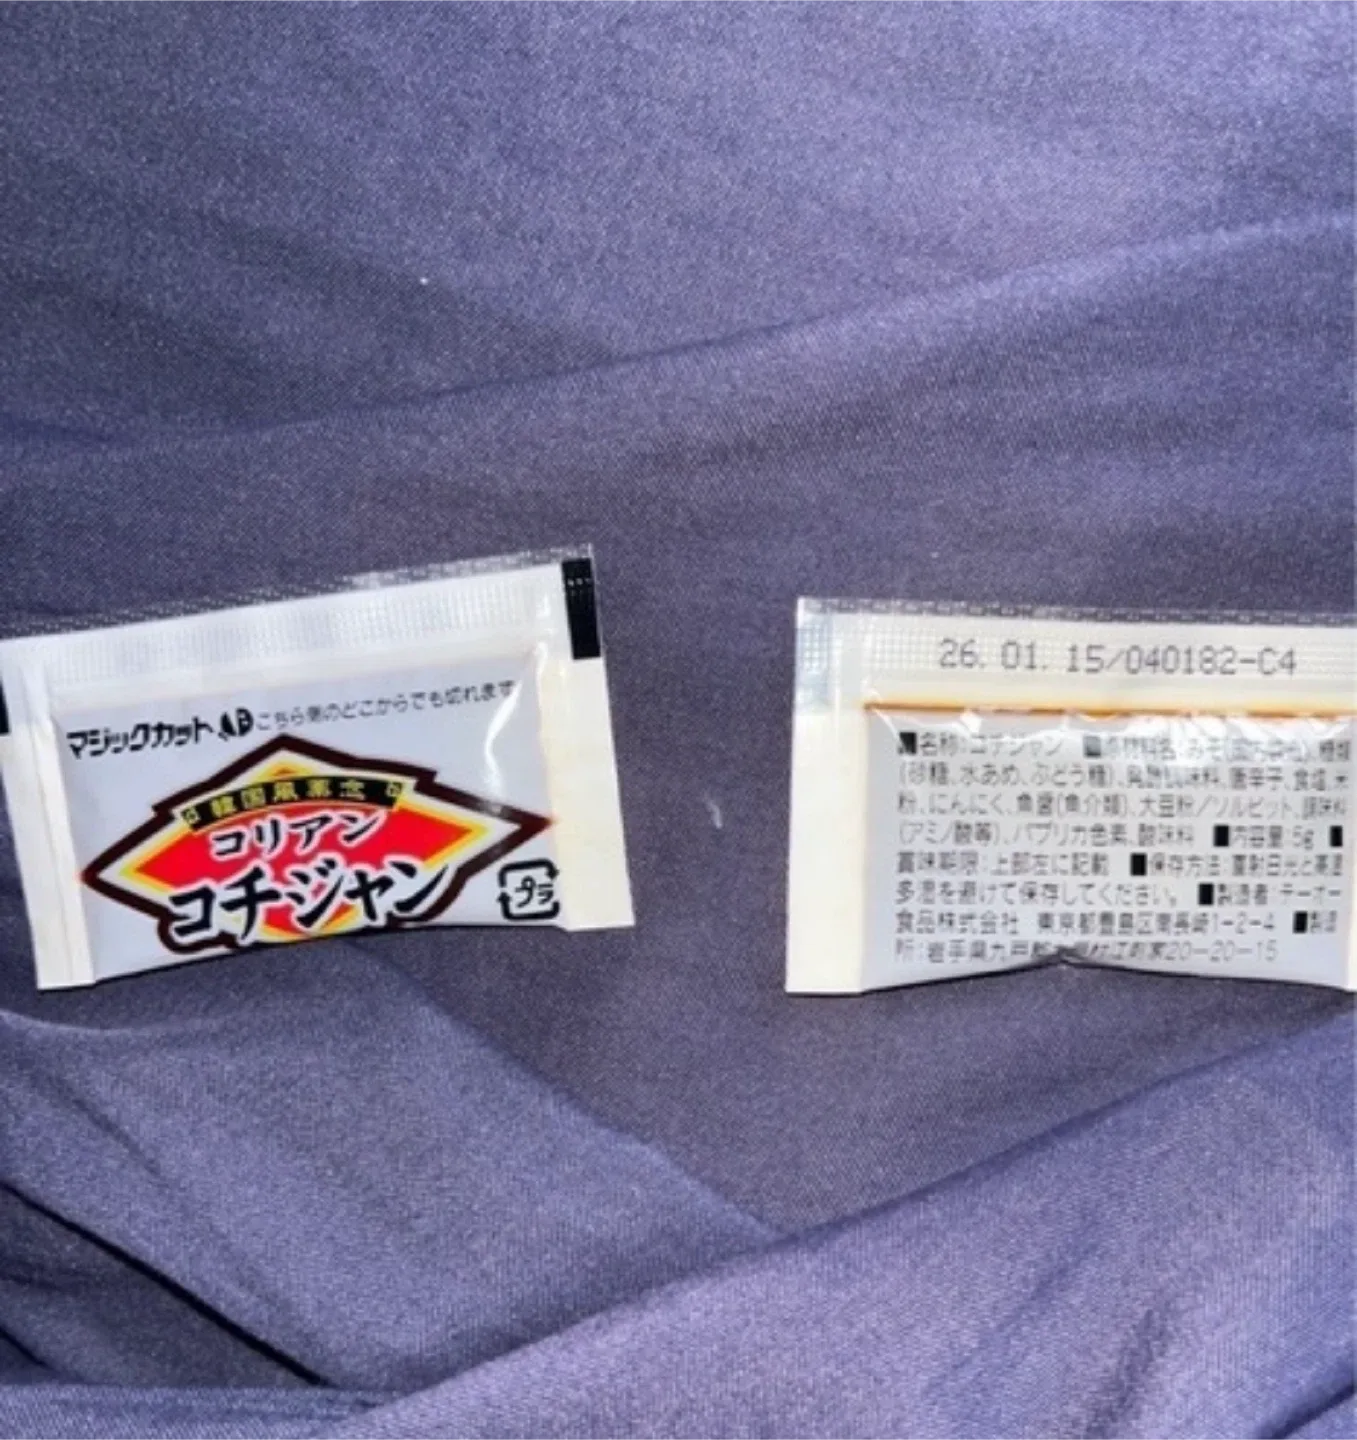 マジックカット こちら側のどこからでも切れます
韓国風薬念
コリアン
コチジャン
プラ
26. 01. 15/040182-C4
■名称:コチジャン ■原材料名:みそ(国内製造)、糖類
(砂糖、水あめ、ぶどう糖)、発酵調味料、唐辛子、食塩、米
粉、にんにく、魚醤(魚介類)、大豆粉/ソルビット、調味料
(アミノ酸等)、パプリカ色素、酸味料 ■内容量:5g ■
賞味期限:上部左に記載 ■保存方法:直射日光と高温
多湿を避けて保存してください。 ■製造者 テーオー
食品株式会社 東京都豊島区南長崎1-2-4 ■製造
所:岩手県九戸郡 20-20-15